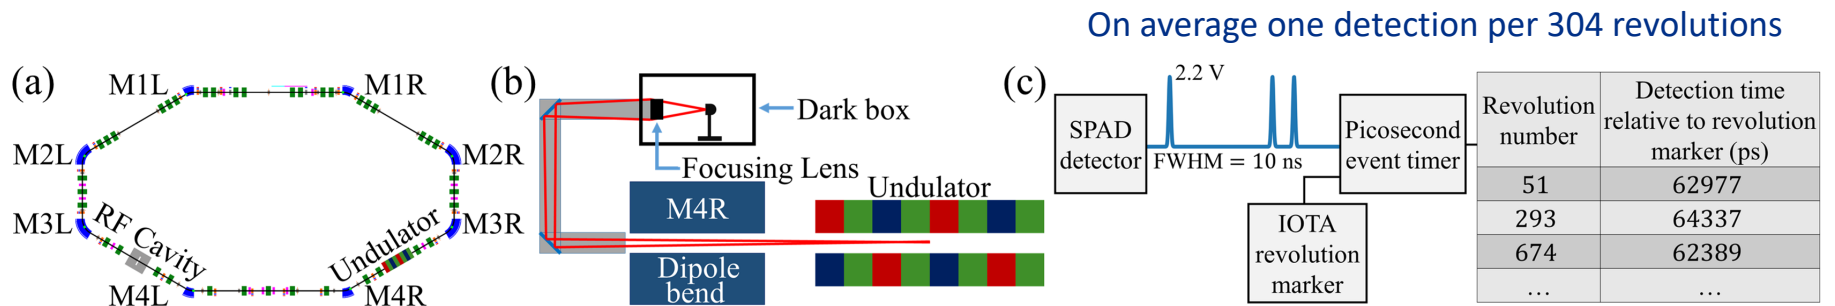 On average one detection per 304 revolutions
(a)
M1L
M1R
M2L
M2R
M3L
M3R
RF Cavity
Undulator
M4L
M4R
(b)
Dark box
Focusing Lens
M4R
Undulator
Dipole
bend
(c)
2.2 V
SPAD
detector
FWHM = 10 ns
Picosecond
event timer
IOTA
revolution
marker
Revolution
number
Detection time
relative to revolution
marker (ps)
51
62977
293
64337
674
62389
...
...